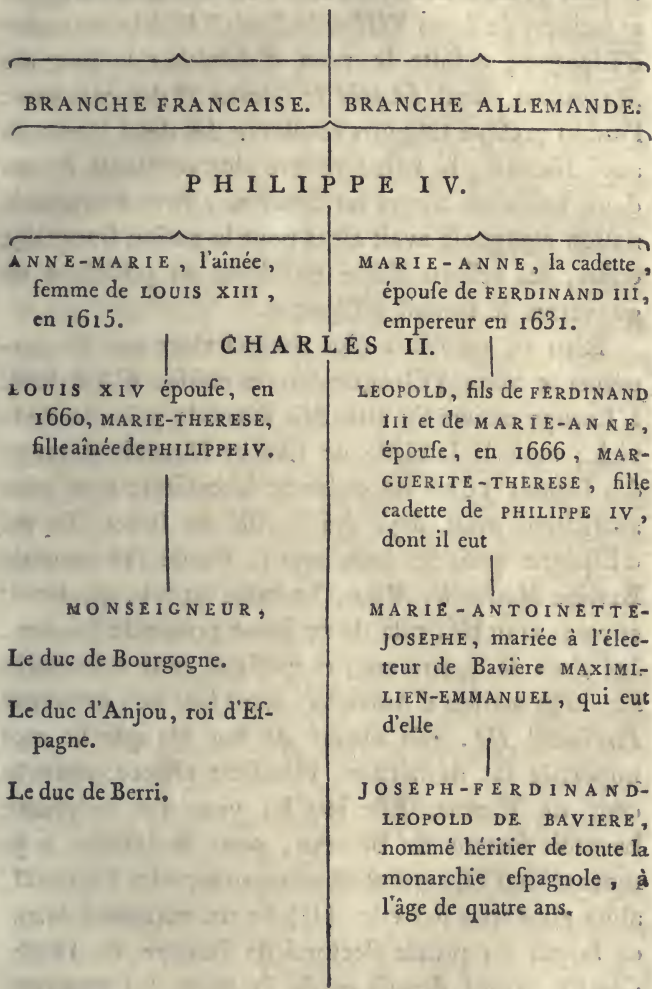 BRANCHE FRANCAISE.
BRANCHE ALLEMANDE.
PHILIPPE IV.
ANNE-MARIE, l'aînée,
femme de LOUIS XIII,
en 1615.
MARIE-ANNE, la cadette,
épouſe de FERDINAND III,
empereur en 1631.
CHARLES II.
LOUIS XIV épouſe, en
1660, MARIE-THERESE,
fille aînée de PHILIPPE IV.
MONSEIGNEUR,
Le duc de Bourgogne.
Le duc d'Anjou, roi d'Eſ-
pagne.
Le duc de Berri.
LEOPOLD, fils de FERDINAND
III et de MARIE-ANNE,
épouſe, en 1666, MAR-
GUERITE-THERESE, fille
cadette de PHILIPPE IV,
dont il eut
MARIE-ANTOINETTE-
JOSEPHE, mariée à l'élec-
teur de Bavière MAXIMI-
LIEN-EMMANUEL, qui eut
d'elle
JOSEPH-FERDINAND-
LEOPOLD DE BAVIERE,
nommé héritier de toute la
monarchie eſpagnole, à
l'âge de quatre ans.